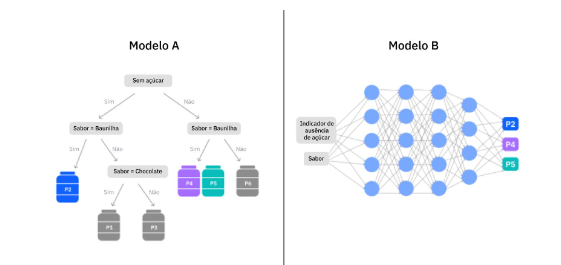 Modelo A
Sem açúcar
Sim
Não
Sabor = Baunilha
Sabor = Baunilha
Sim
Não
Sim
Não
P2
Sabor = Chocolate
P4
P5
P6
Sim
Não
P1
P3
Modelo B
Indicador de
ausência
de açúcar
Sabor
P2
P4
P5